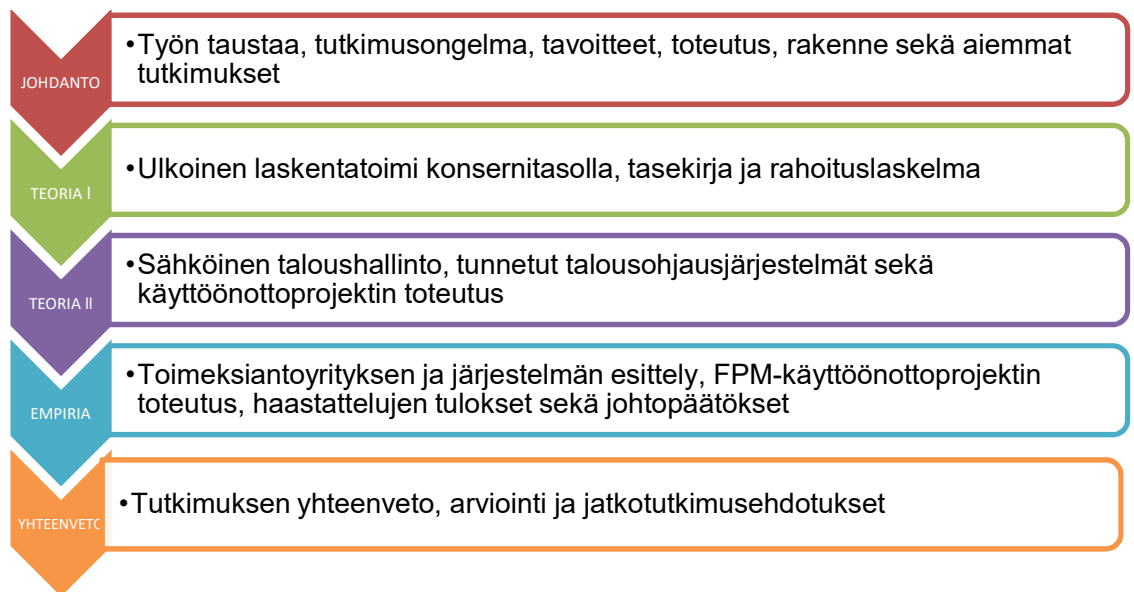 JOHDANTO
•Työn taustaa, tutkimusongelma, tavoitteet, toteutus, rakenne sekä aiemmat
tutkimukset
TEORIA I
•Ulkoinen laskentatoimi konsernitasolla, tasekirja ja rahoituslaskelma
TEORIA II
•Sähköinen taloushallinto, tunnetut talousohjausjärjestelmät sekä
käyttöönottoprojektin toteutus
EMPIRIA
•Toimeksiantoyrityksen ja järjestelmän esittely, FPM-käyttöönottoprojektin
toteutus, haastattelujen tulokset sekä johtopäätökset
YHTEENVETO
•Tutkimuksen yhteenveto, arviointi ja jatkotutkimusehdotukset